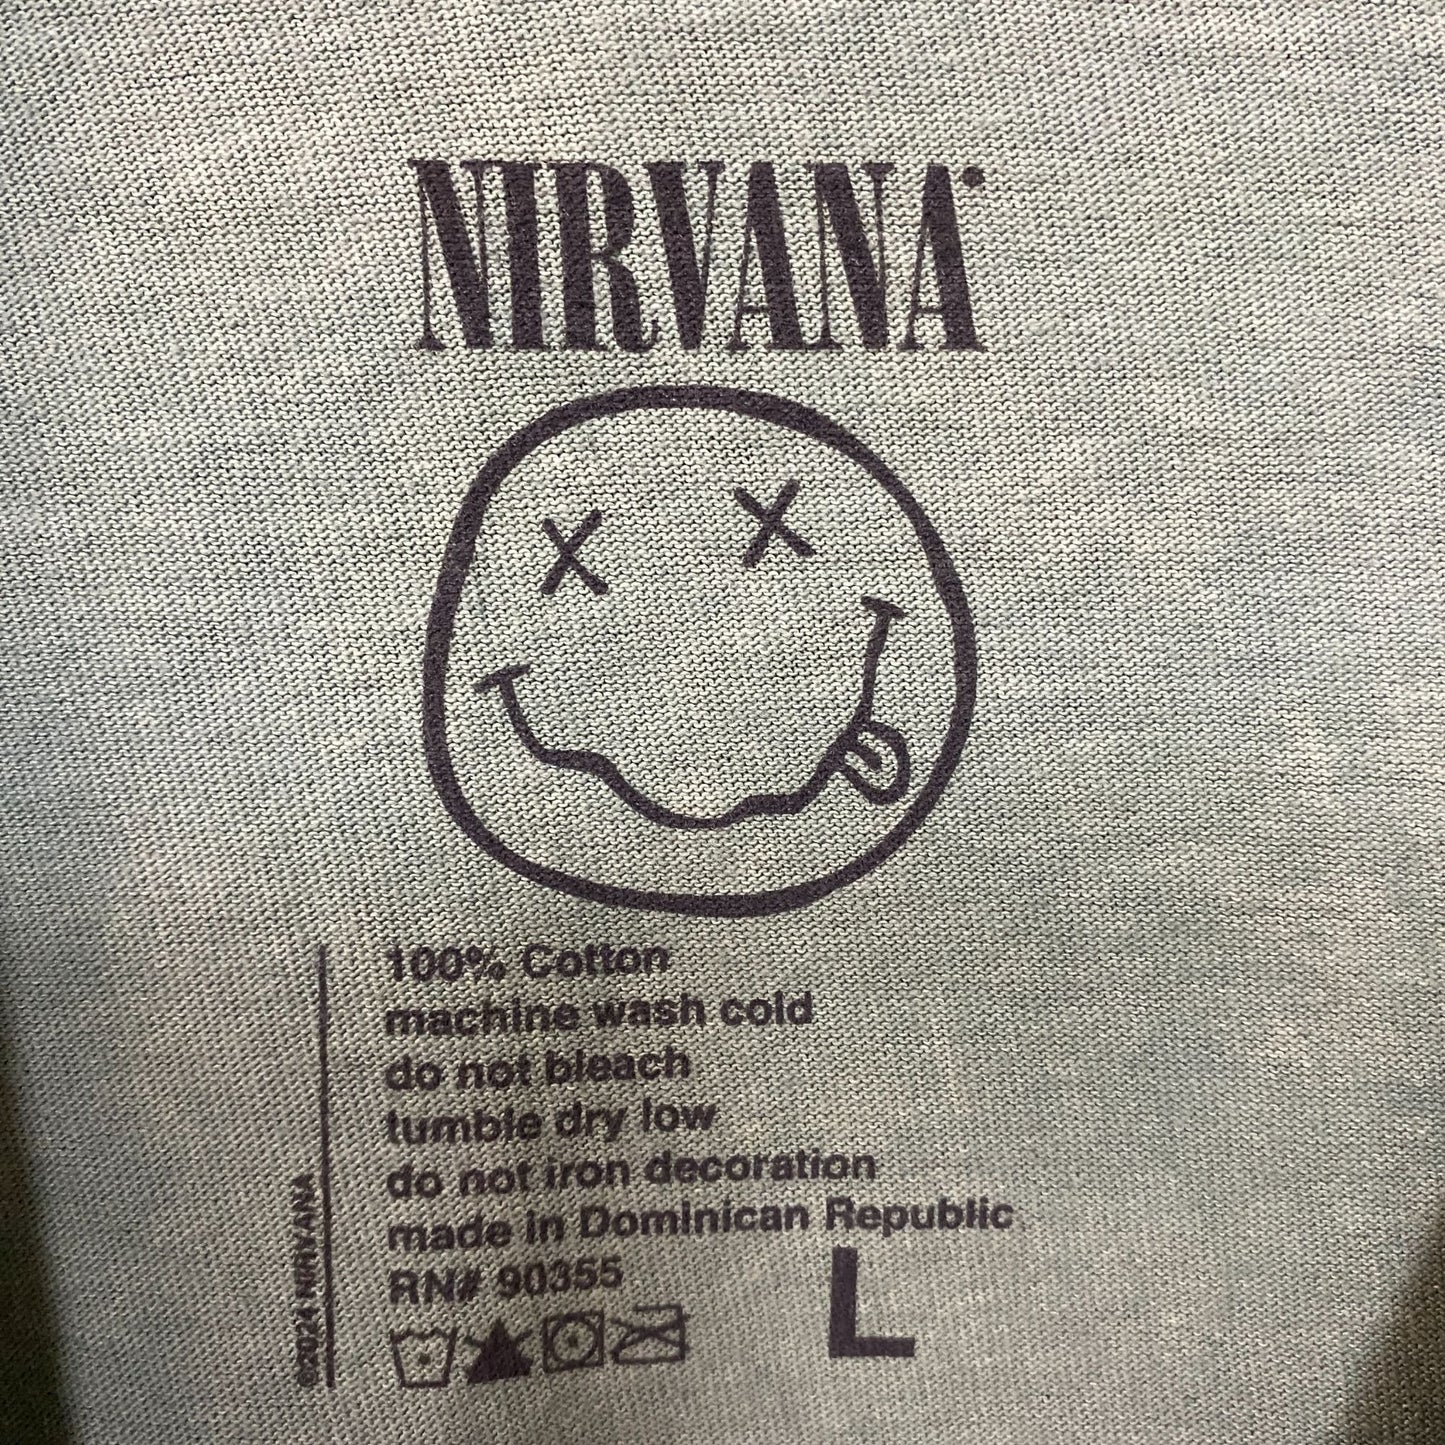 NIRVANA
100% Cotton
machine wash cold
do not bleach
tumble dry low
do not iron decoration
made in Dominican Republic
RN# 90355
L
©2024 NIRVANA